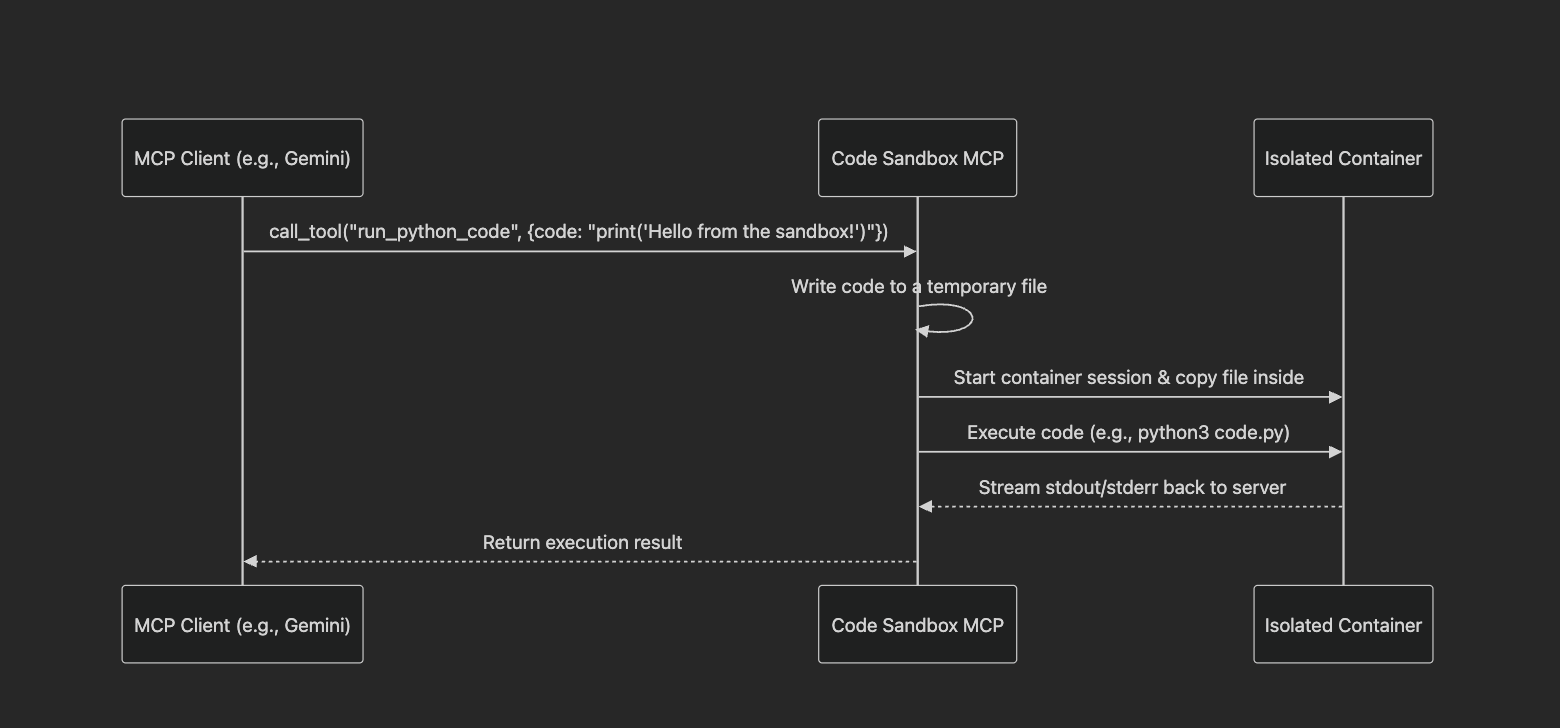 MCP Client (e.g., Gemini)
Code Sandbox MCP
Isolated Container
call_tool("run_python_code", {code: "print('Hello from the sandbox!')"})
Write code to a temporary file
Start container session & copy file inside
Execute code (e.g., python3 code.py)
Stream stdout/stderr back to server
Return execution result
MCP Client (e.g., Gemini)
Code Sandbox MCP
Isolated Container